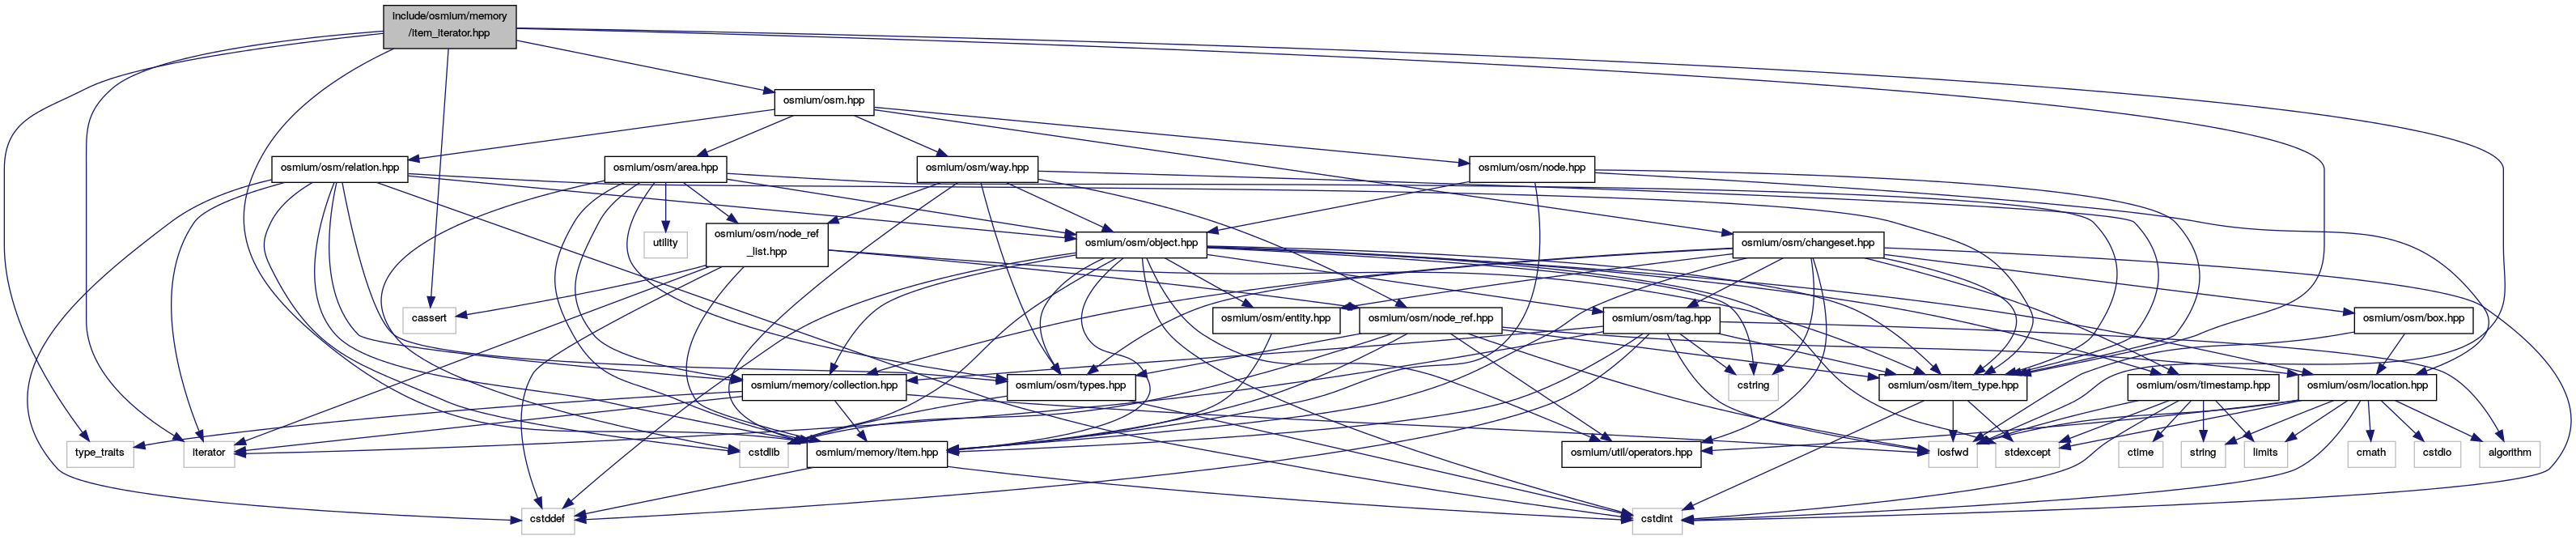 include/osmium/memory
/item_iterator.hpp
osmium/osm.hpp
osmium/osm/relation.hpp
osmium/osm/area.hpp
osmium/osm/way.hpp
osmium/osm/node.hpp
utility
osmium/osm/node_ref
_list.hpp
osmium/osm/object.hpp
osmium/osm/changeset.hpp
cassert
osmium/osm/entity.hpp
osmium/osm/node_ref.hpp
osmium/osm/tag.hpp
osmium/osm/box.hpp
osmium/memory/collection.hpp
osmium/osm/types.hpp
cstring
osmium/osm/item_type.hpp
osmium/osm/timestamp.hpp
osmium/osm/location.hpp
type_traits
iterator
cstdlib
osmium/memory/item.hpp
osmium/util/operators.hpp
iosfwd
stdexcept
ctime
string
limits
cmath
cstdio
algorithm
cstddef
cstdint